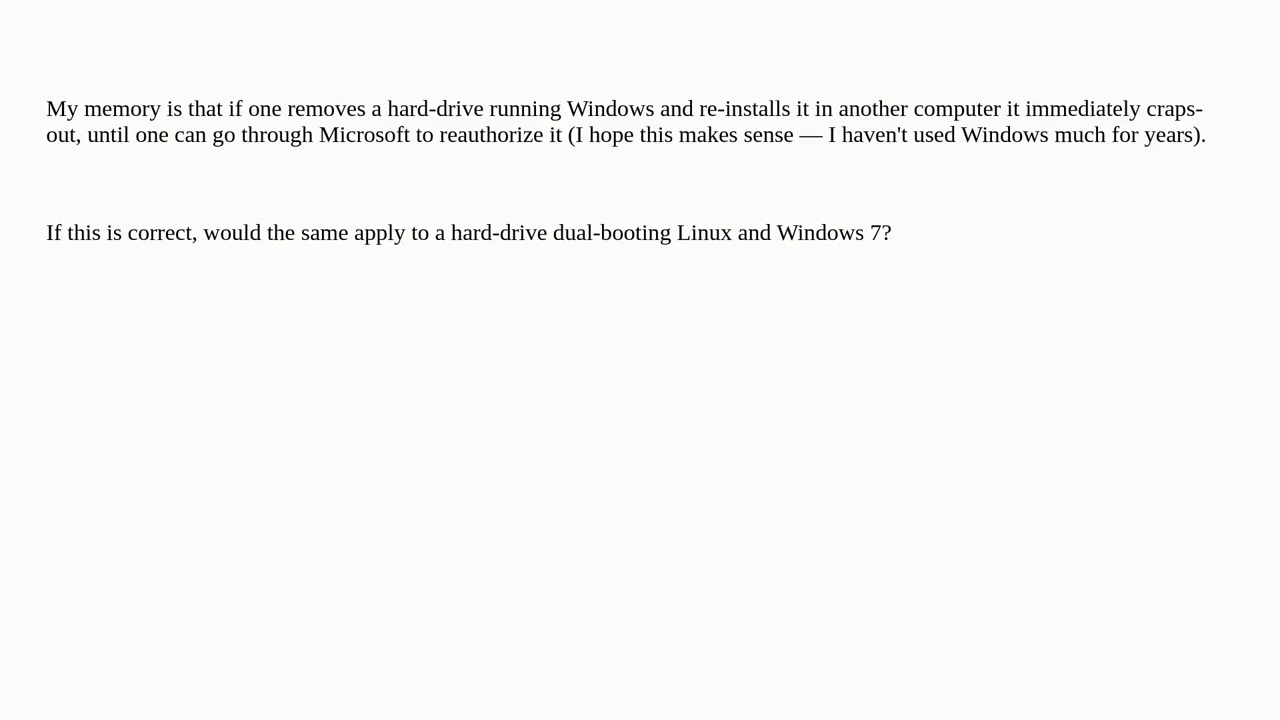 My memory is that if one removes a hard-drive running Windows and re-installs it in another computer it immediately craps-
out, until one can go through Microsoft to reauthorize it (I hope this makes sense — I haven't used Windows much for years).
If this is correct, would the same apply to a hard-drive dual-booting Linux and Windows 7?